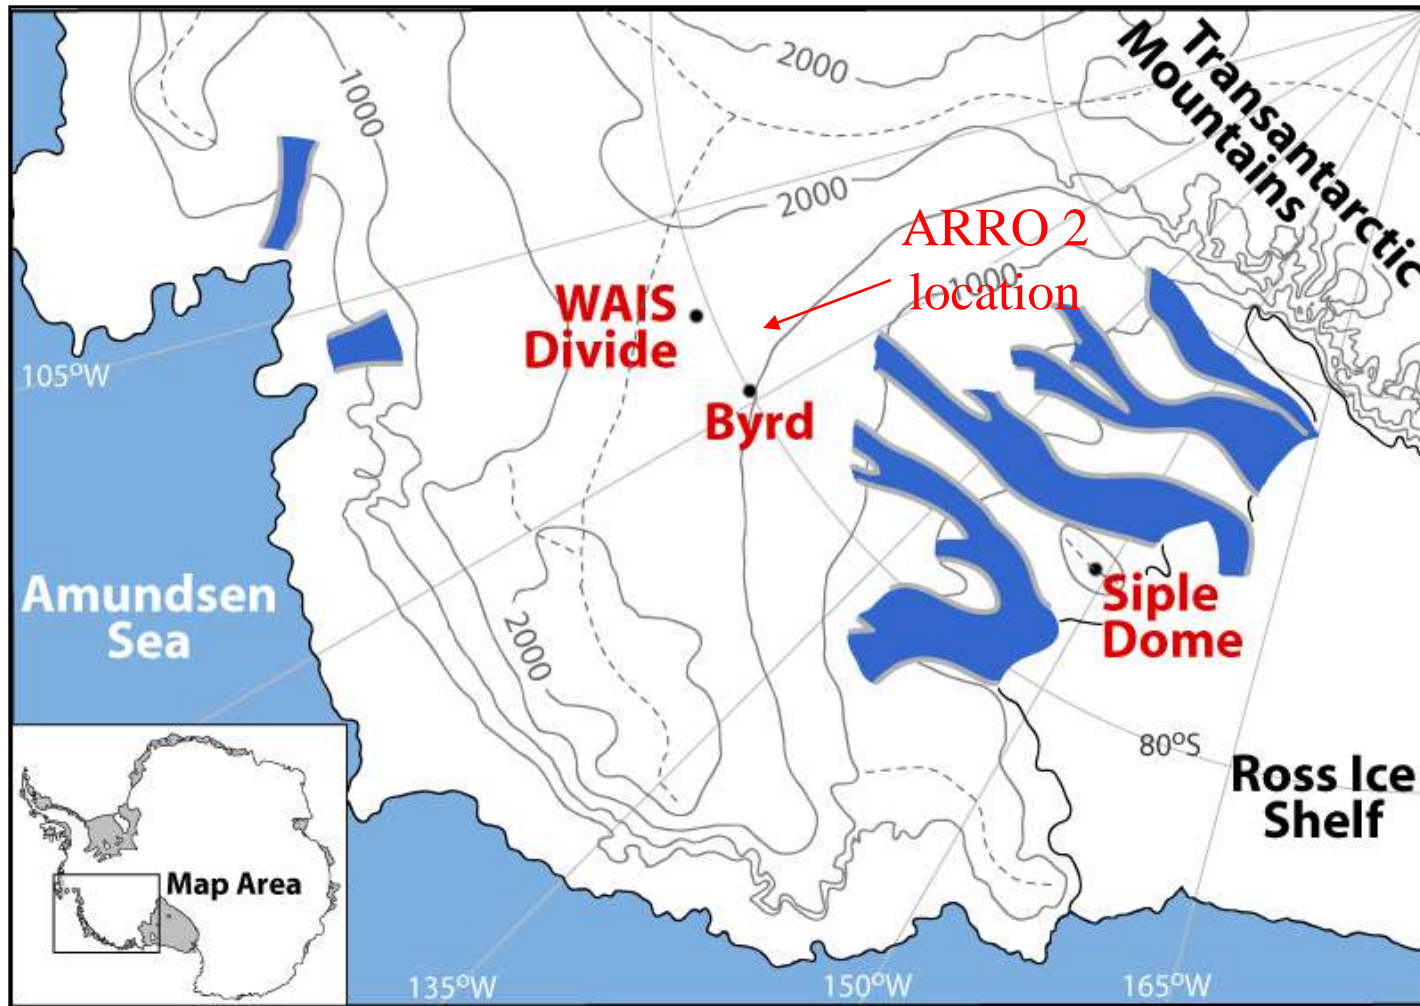 2000
1000
Transantarctic
Mountains
2000
ARRO 2
location
1000
WAIS
Divide
105°W
Byrd
Amundsen
Sea
Siple
Dome
2000
80°S
Ross Ice
Shelf
Map Area
135°W
150°W
165°W